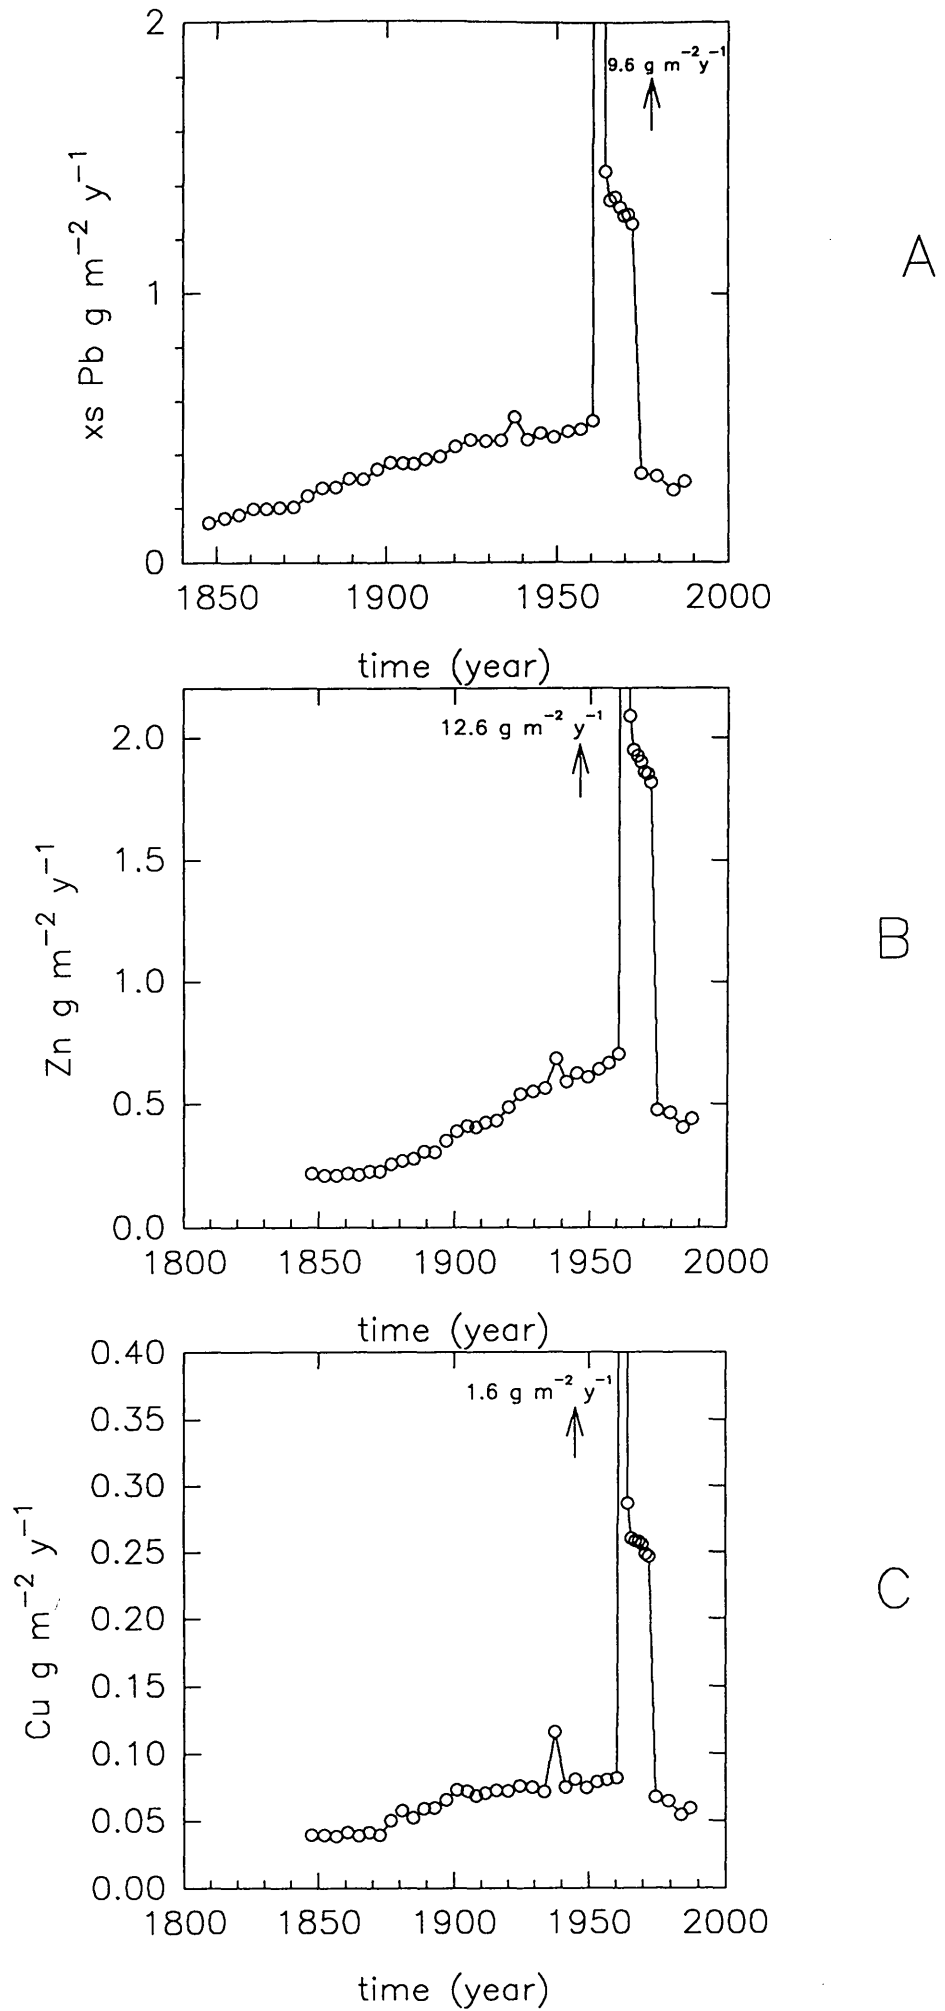 2
9.6 g m⁻² y⁻¹
xs Pb g m⁻² y⁻¹
A
1
0
1850 1900 1950 2000
time (year)
12.6 g m⁻² y⁻¹
2.0
1.5
Zn g m⁻² y⁻¹
B
1.0
0.5
0.0
1800 1850 1900 1950 2000
time (year)
0.40
1.6 g m⁻² y⁻¹
0.35
0.30
0.25
Cu g m⁻² y⁻¹
C
0.20
0.15
0.10
0.05
0.00
1800 1850 1900 1950 2000
time (year)